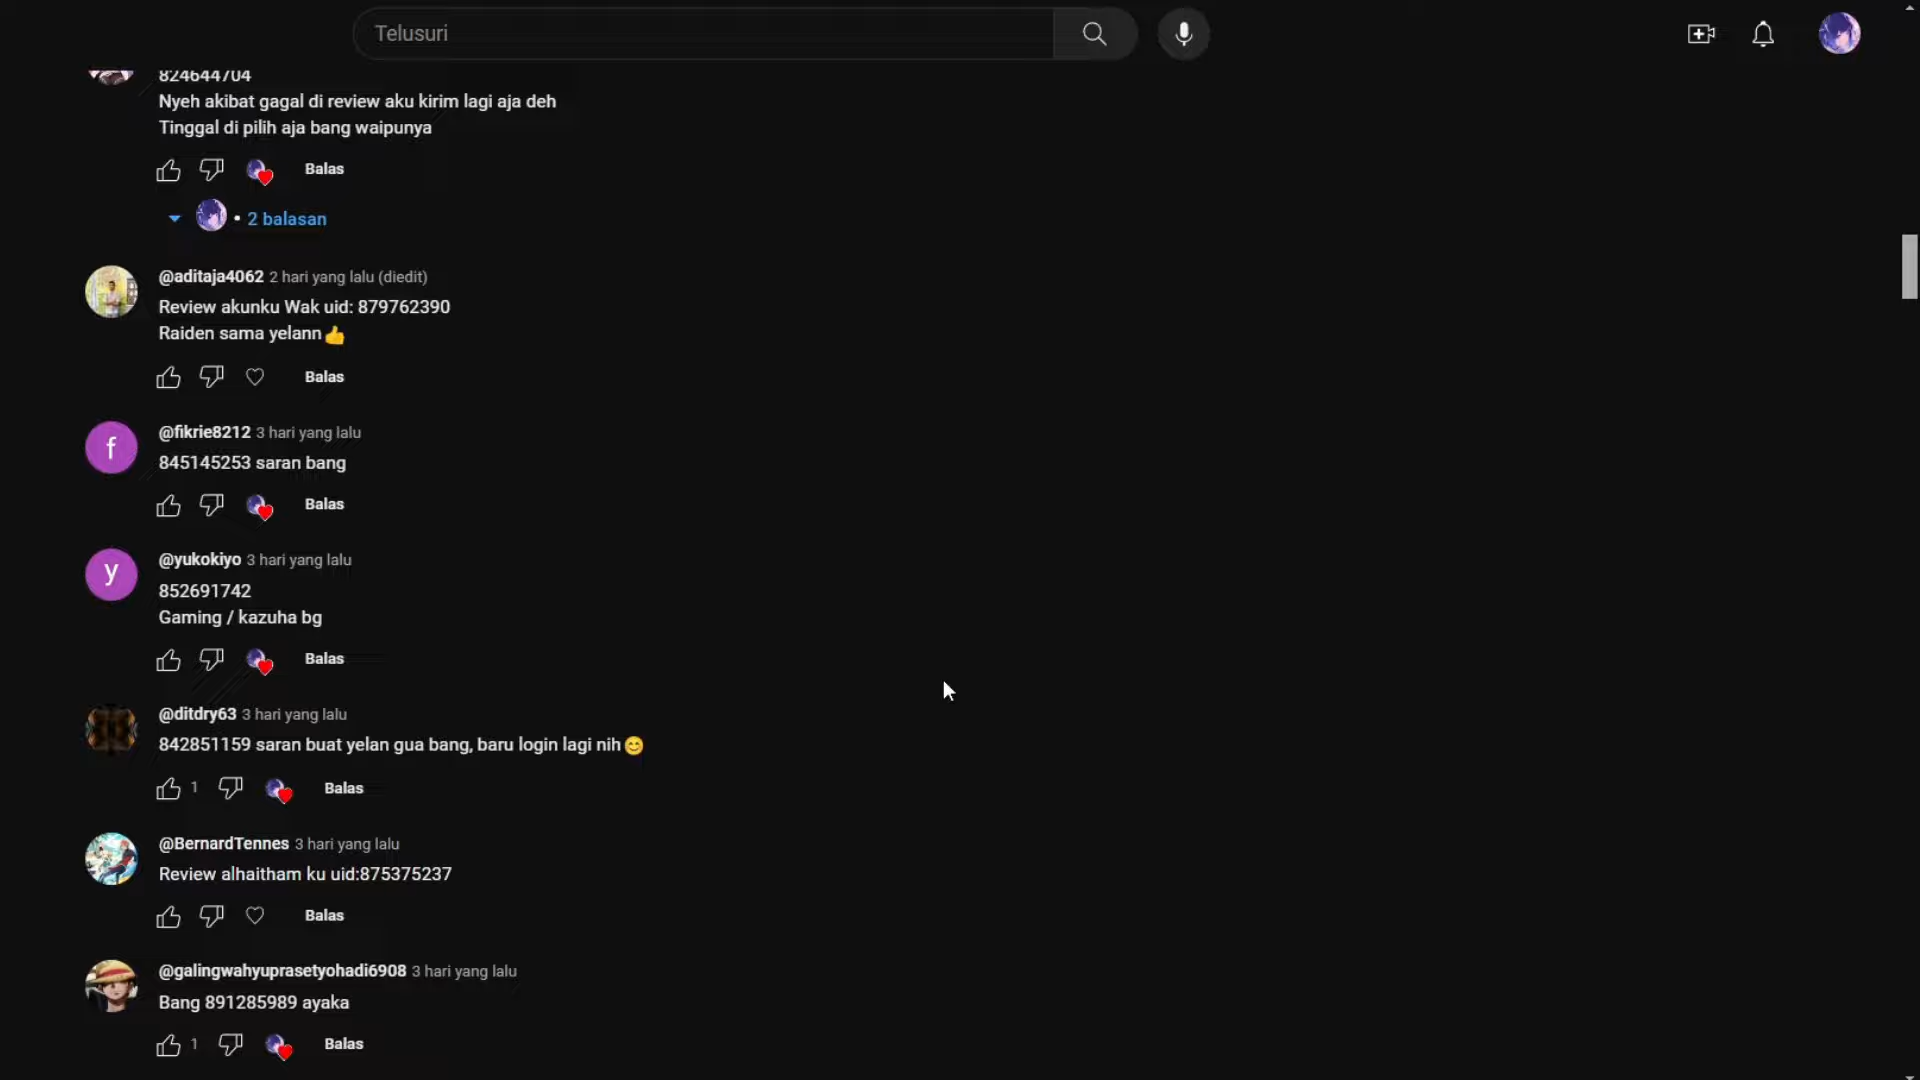 Telusuri
824644704
Nyeh akibat gagal di review aku kirim lagi aja deh
Tinggal di pilih aja bang waipunya
Balas
• 2 balasan
@aditaja4062 2 hari yang lalu (diedit)
Review akunku Wak uid: 879762390
Raiden sama yelann👍
Balas
f
@fikrie8212 3 hari yang lalu
845145253 saran bang
Balas
y
@yukokiyo 3 hari yang lalu
852691742
Gaming / kazuha bg
Balas
@ditdry63 3 hari yang lalu
842851159 saran buat yelan gua bang, baru login lagi nih😊
1 Balas
@BernardTennes 3 hari yang lalu
Review alhaitham ku uid:875375237
Balas
@galingwahyuprasetyohadi6908 3 hari yang lalu
Bang 891285989 ayaka
1 Balas